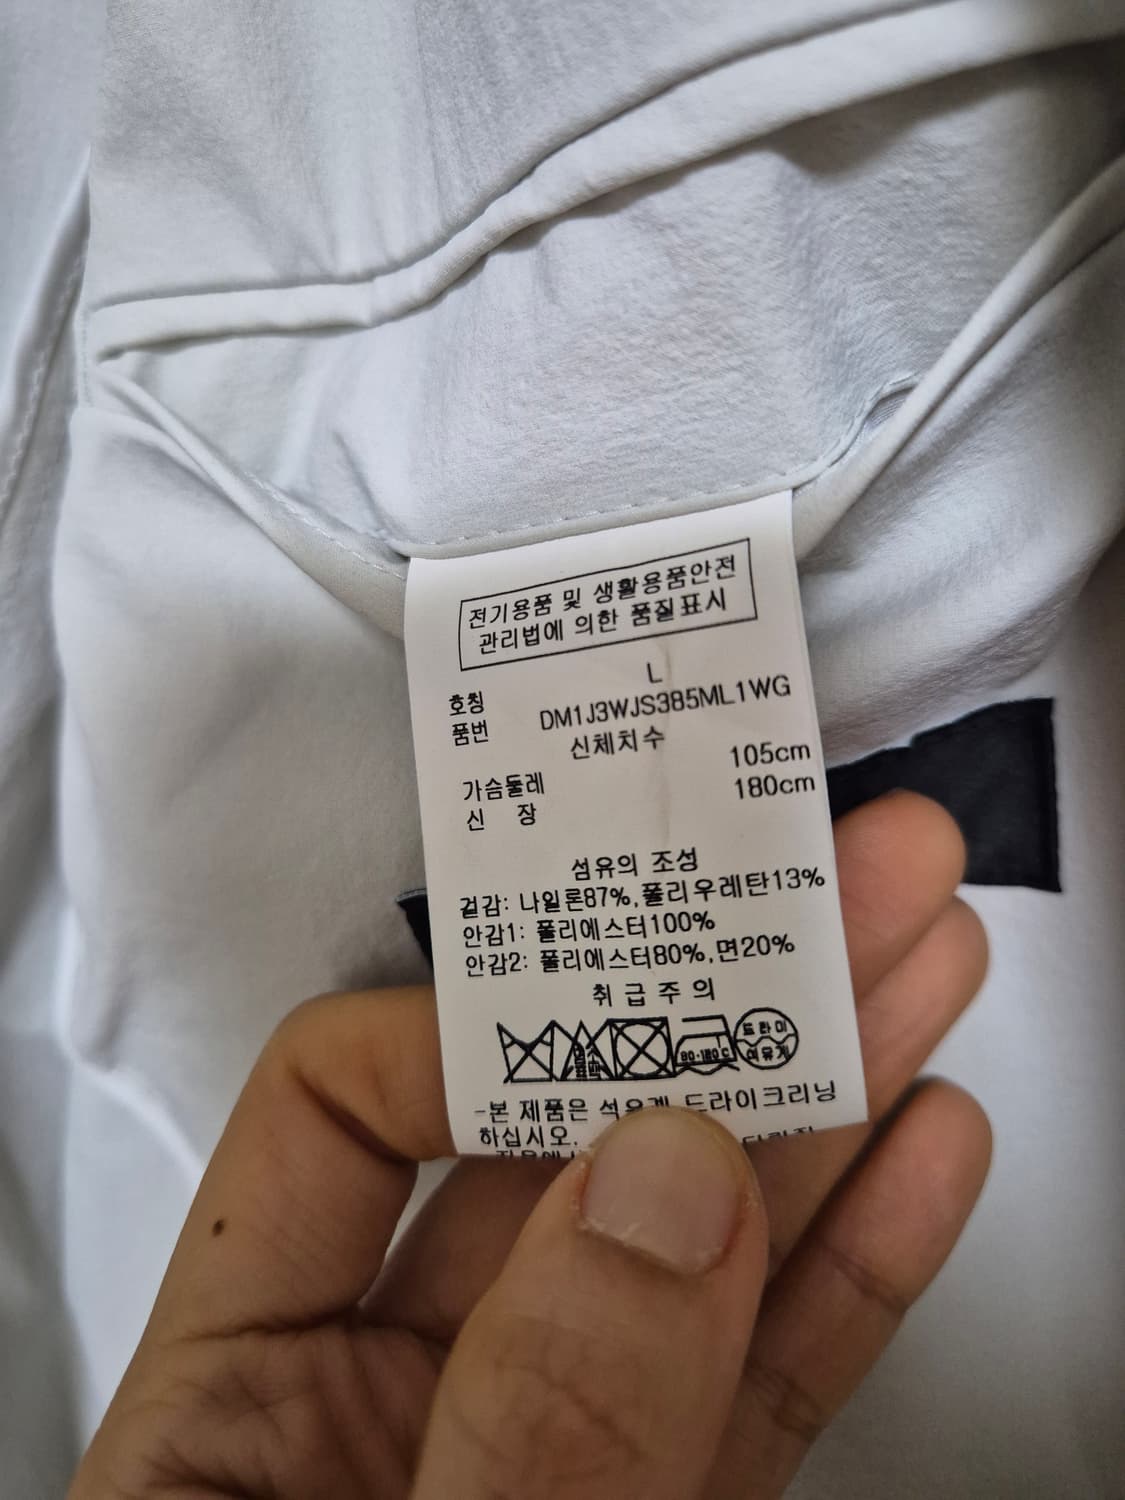 전기용품 및 생활용품안전
관리법에 의한 품질표시
호칭 L
품번 DM1J3WJS385ML1WG
신체치수
가슴둘레 105cm
신 장 180cm
섬유의 조성
겉감: 나일론87%,폴리우레탄13%
안감1: 폴리에스터100%
안감2: 폴리에스터80%,면20%
취 급 주 의
80~180℃
드라이
-본 제품은 석유계 드라이크리닝
하십시오.